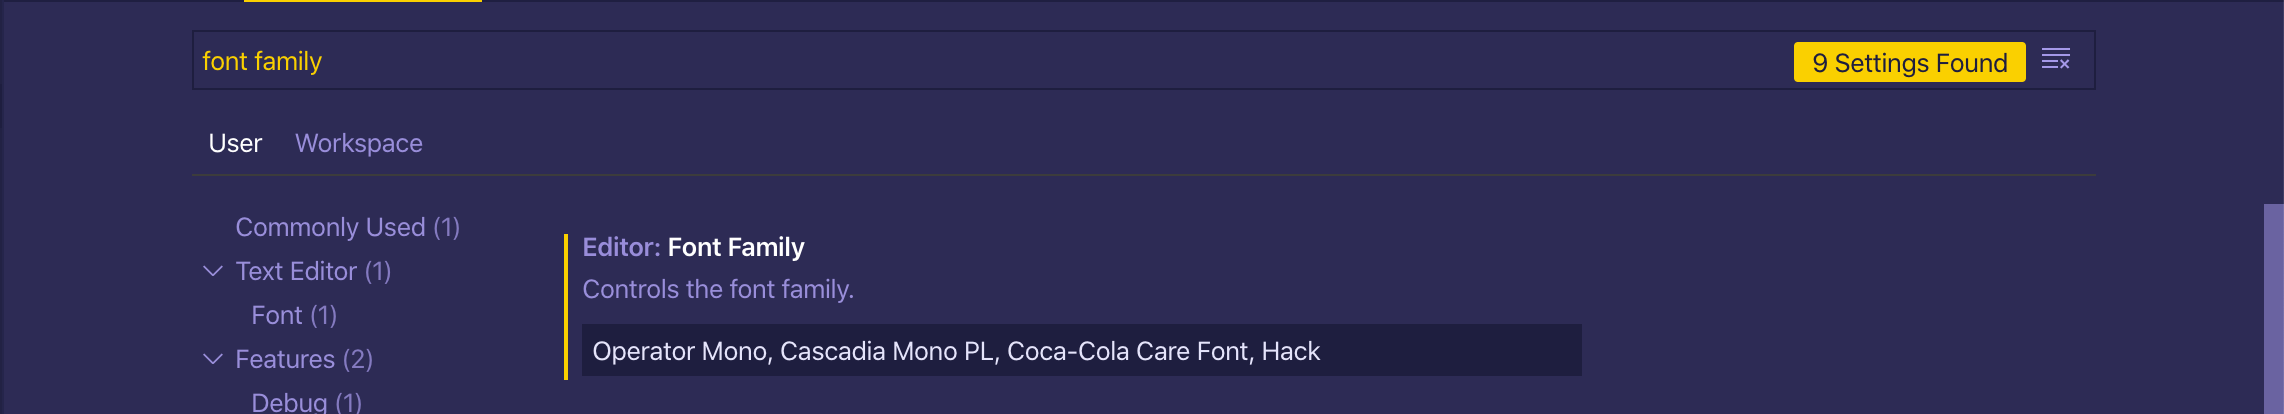 font family
9 Settings Found
User Workspace
Commonly Used (1)
Text Editor (1)
Font (1)
Features (2)
Debug (1)
Editor: Font Family
Controls the font family.
Operator Mono, Cascadia Mono PL, Coca-Cola Care Font, Hack